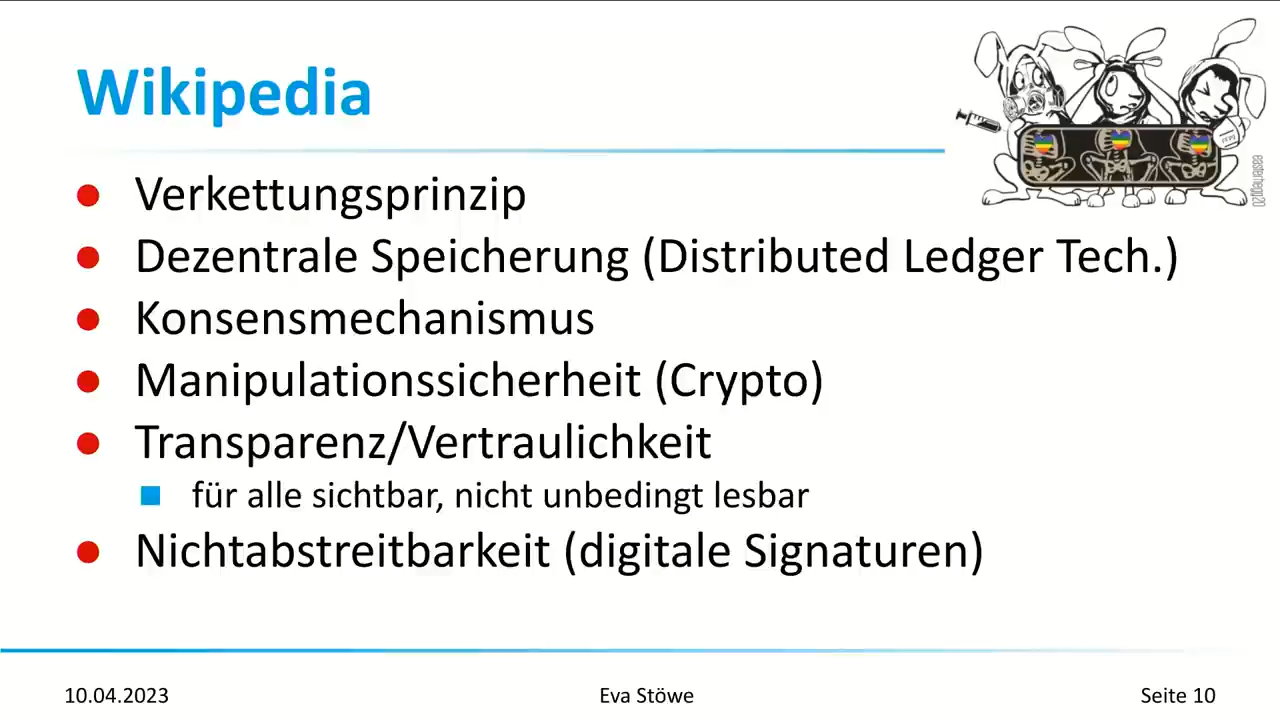 Wikipedia
Verkettungsprinzip
Dezentrale Speicherung (Distributed Ledger Tech.)
Konsensmechanismus
Manipulationssicherheit (Crypto)
Transparenz/Vertraulichkeit
für alle sichtbar, nicht unbedingt lesbar
Nichtabstreitbarkeit (digitale Signaturen)
easterhegg20
10.04.2023
Eva Stöwe
Seite 10